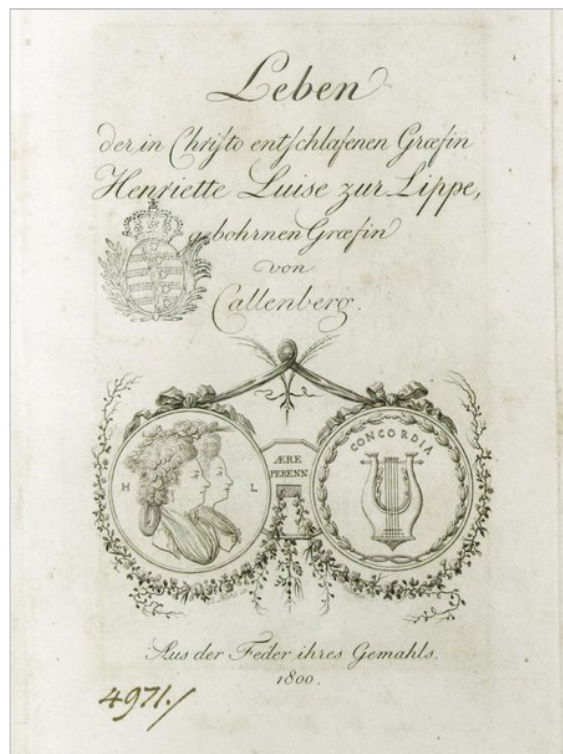 Leben
der in Chriſto entſchlafenen Græfin
Henriette Luise zur Lippe,
gebohrnen Græfin
von
Callenberg.
CONCORDIA
ÆRE
PERENN.
H L
Aus der Feder ihres Gemahls.
1800.
4971./